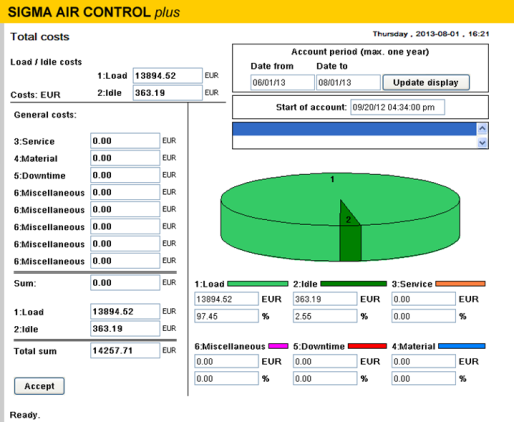 SIGMA AIR CONTROL plus
Thursday , 2013-08-01 , 16:21
Total costs
Account period (max. one year)
Date from Date to
06/01/13 08/01/13 Update display
Load / Idle costs
1:Load 13894.52 EUR
Costs: EUR 2:Idle 363.19 EUR
Start of account: 09/20/12 04:34:00 pm
General costs:
3:Service 0.00 EUR
4:Material 0.00 EUR
5:Downtime 0.00 EUR
6:Miscellaneous 0.00 EUR
6:Miscellaneous 0.00 EUR
6:Miscellaneous 0.00 EUR
6:Miscellaneous 0.00 EUR
6:Miscellaneous 0.00 EUR
Sum: 0.00 EUR
1:Load 13894.52 EUR
2:Idle 363.19 EUR
Total sum 14257.71 EUR
Accept
Ready.
1
2
1:Load 2:Idle 3:Service
13894.52 EUR 363.19 EUR 0.00 EUR
97.45 % 2.55 % 0.00 %
6:Miscellaneous 5:Downtime 4:Material
0.00 EUR 0.00 EUR 0.00 EUR
0.00 % 0.00 % 0.00 %